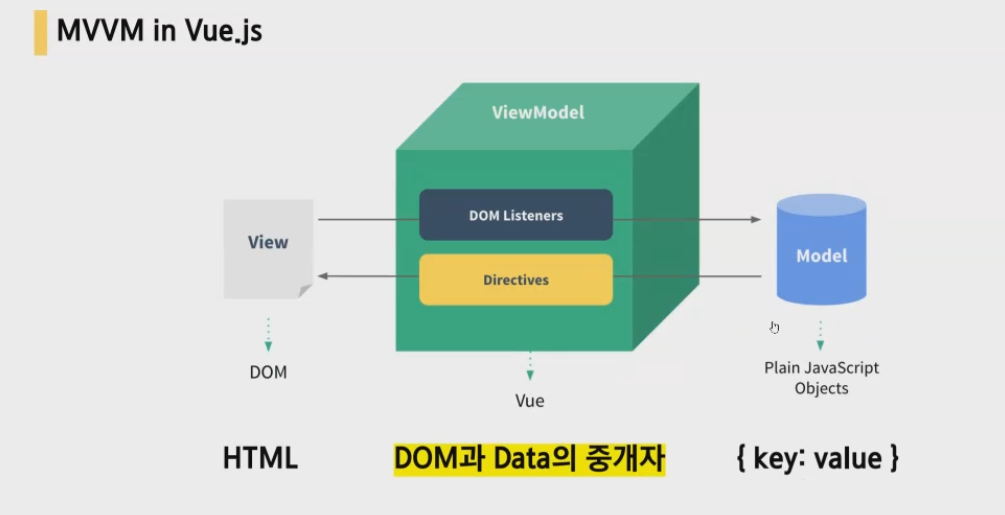 MVVM in Vue.js
ViewModel
DOM Listeners
View
Model
Directives
DOM
Plain JavaScript
Objects
Vue
HTML
DOM과 Data의 중개자
{ key: value }